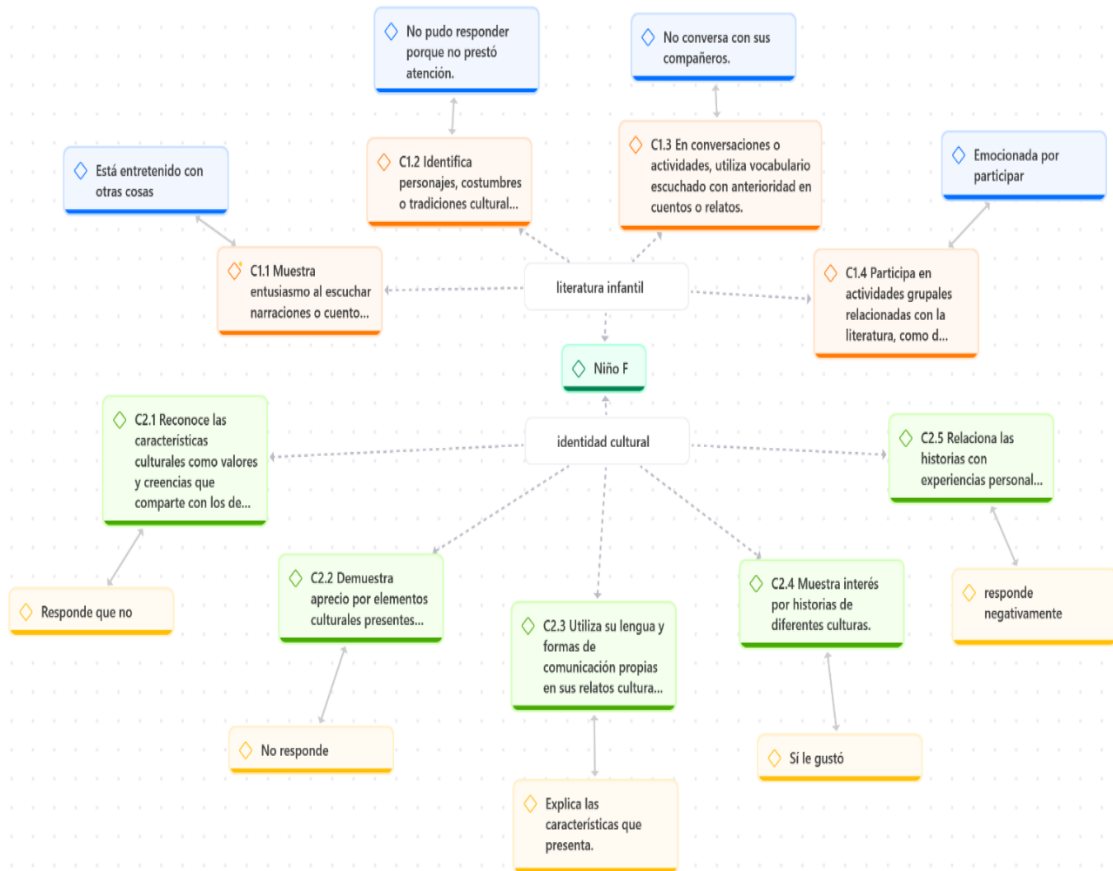 No pudo responder
porque no prestó
atención.
No conversa con sus
compañeros.
Está entretenido con
otras cosas
C1.2 Identifica
personajes, costumbres
o tradiciones cultural...
C1.3 En conversaciones o
actividades, utiliza vocabulario
escuchado con anterioridad en
cuentos o relatos.
Emocionada por
participar
C1.1 Muestra
entusiasmo al escuchar
narraciones o cuento...
literatura infantil
C1.4 Participa en
actividades grupales
relacionadas con la
literatura, como d...
Niño F
C2.1 Reconoce las
características
culturales como valores
y creencias que
comparte con los de...
identidad cultural
C2.5 Relaciona las
historias con
experiencias personal...
C2.2 Demuestra
aprecio por elementos
culturales presentes...
C2.3 Utiliza su lengua y
formas de
comunicación propias
en sus relatos cultura...
C2.4 Muestra interés
por historias de
diferentes culturas.
Responde que no
responde
negativamente
No responde
Sí le gustó
Explica las
características que
presenta.